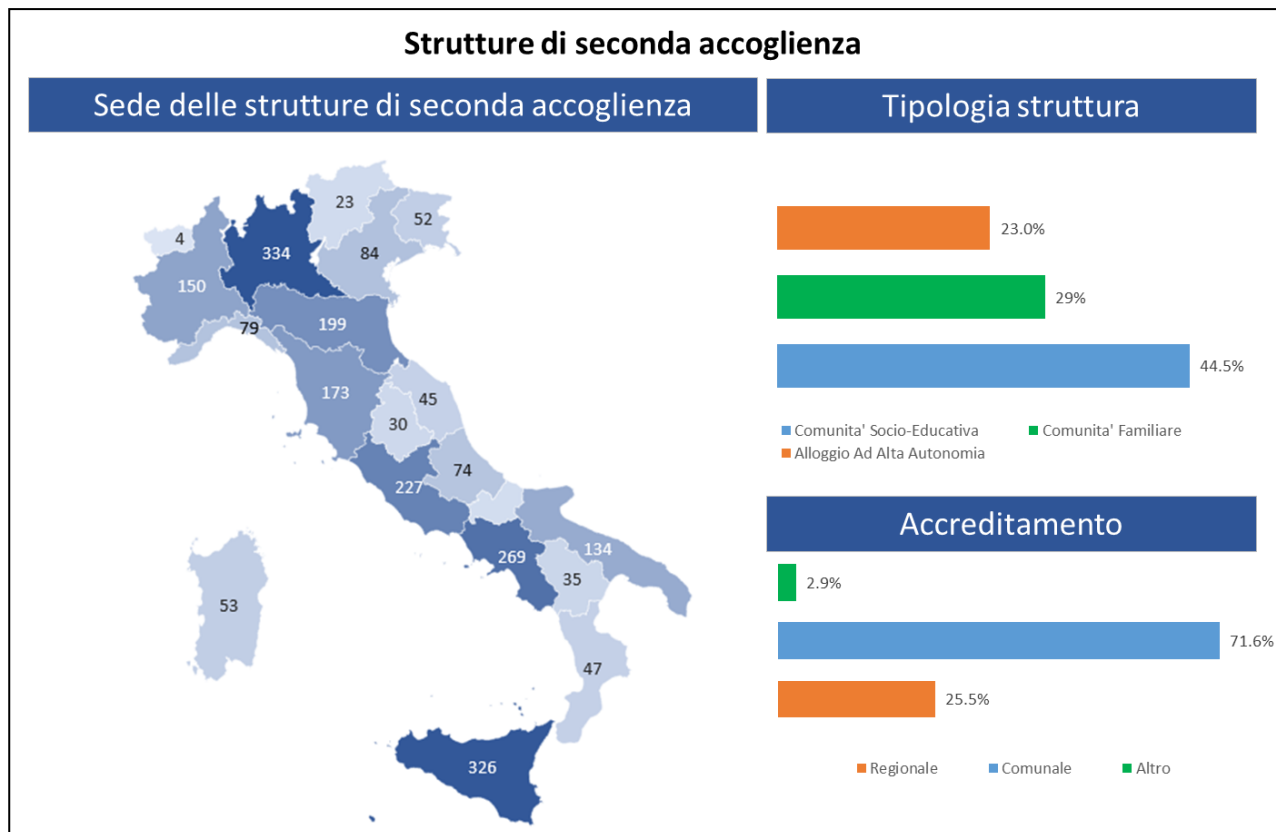 Strutture di seconda accoglienza
Sede delle strutture di seconda accoglienza
23
52
4
84
334
150
79
199
173
45
30
74
227
134
269
35
53
47
326
Tipologia struttura
23.0%
29%
44.5%
Comunita' Socio-Educativa
Comunita' Familiare
Alloggio Ad Alta Autonomia
Accreditamento
2.9%
71.6%
25.5%
Regionale
Comunale
Altro